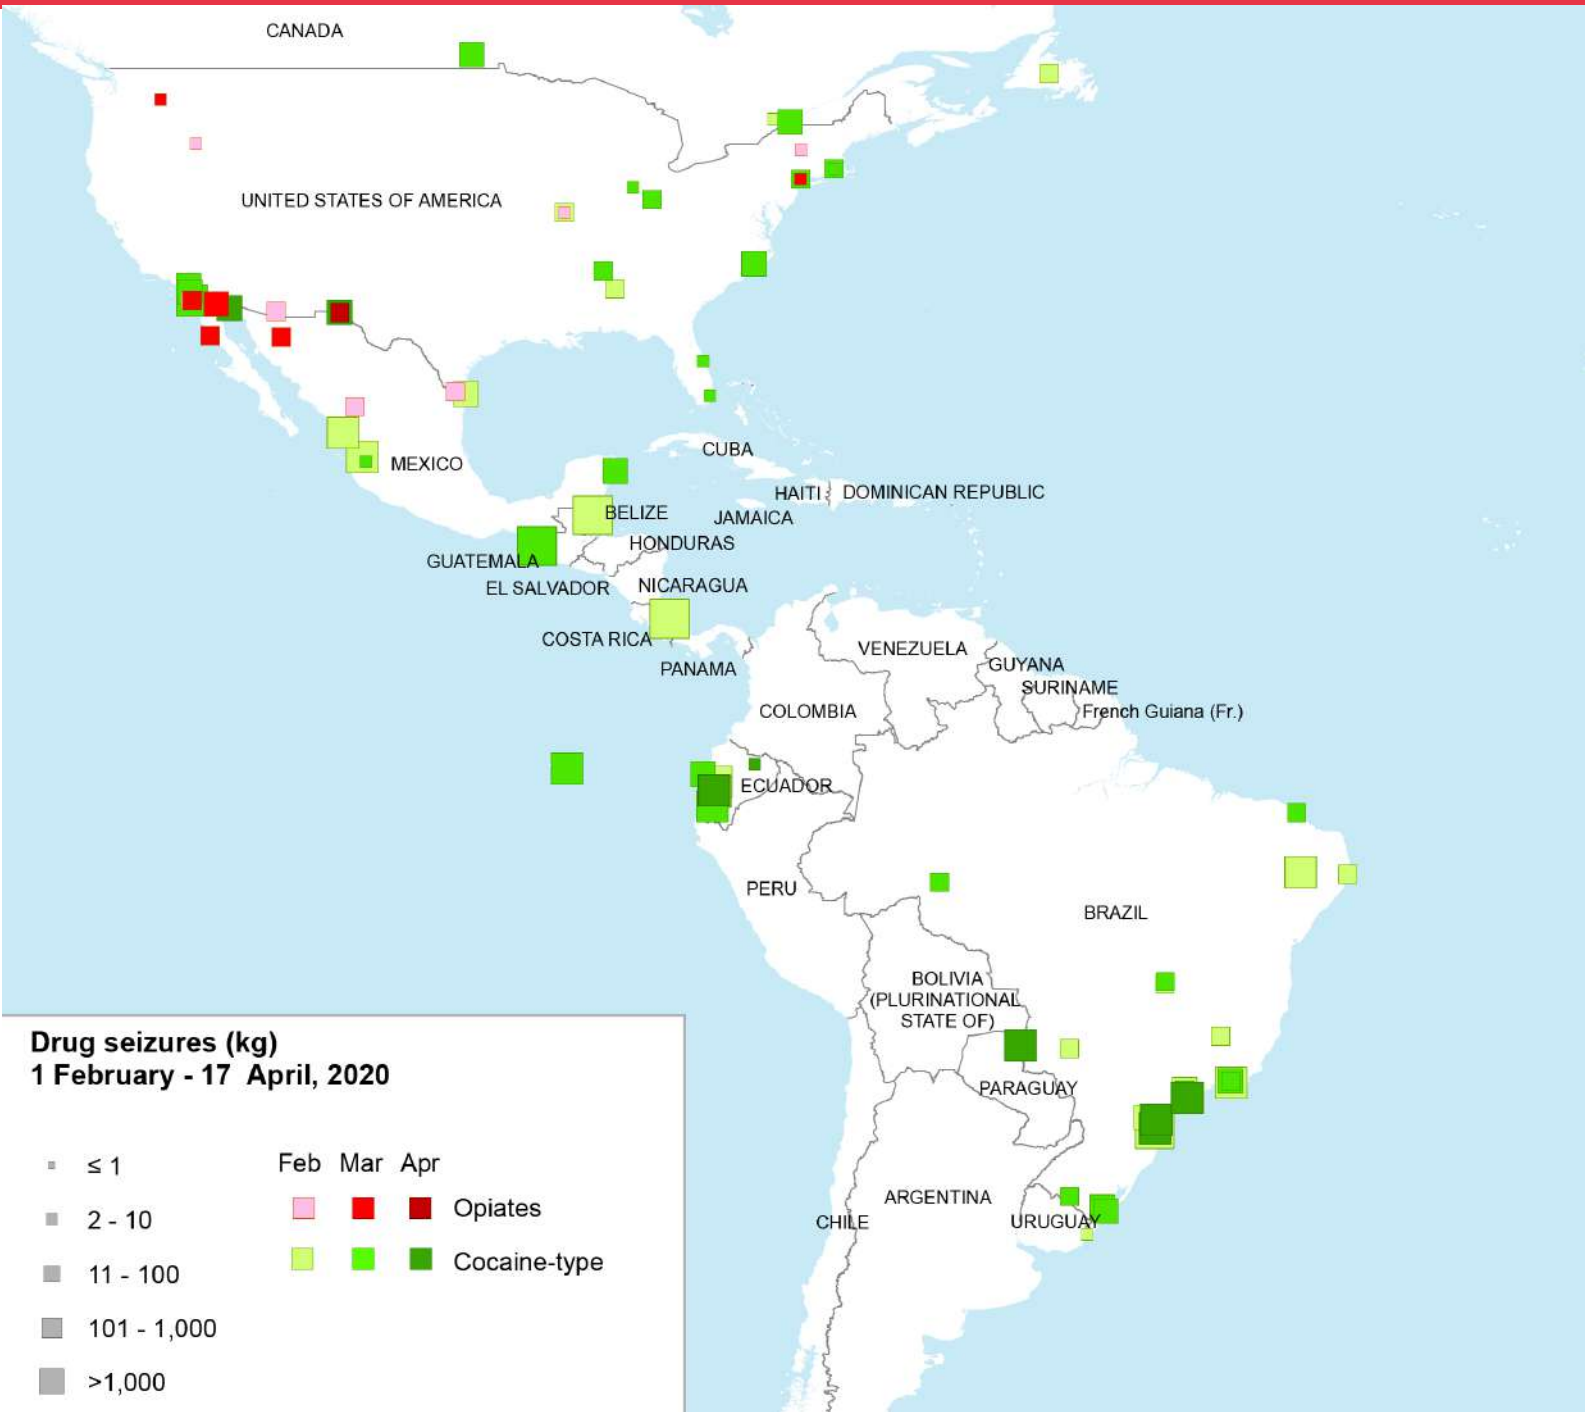 CANADA
UNITED STATES OF AMERICA
MEXICO
CUBA
HAITI
DOMINICAN REPUBLIC
JAMAICA
BELIZE
HONDURAS
GUATEMALA
EL SALVADOR
NICARAGUA
COSTA RICA
PANAMA
VENEZUELA
GUYANA
SURINAME
French Guiana (Fr.)
COLOMBIA
ECUADOR
PERU
BRAZIL
BOLIVIA
(PLURINATIONAL
STATE OF)
PARAGUAY
ARGENTINA
CHILE
URUGUAY
Drug seizures (kg)
1 February - 17 April, 2020
≤ 1
2 - 10
11 - 100
101 - 1,000
>1,000
Feb Mar Apr
Opiates
Cocaine-type